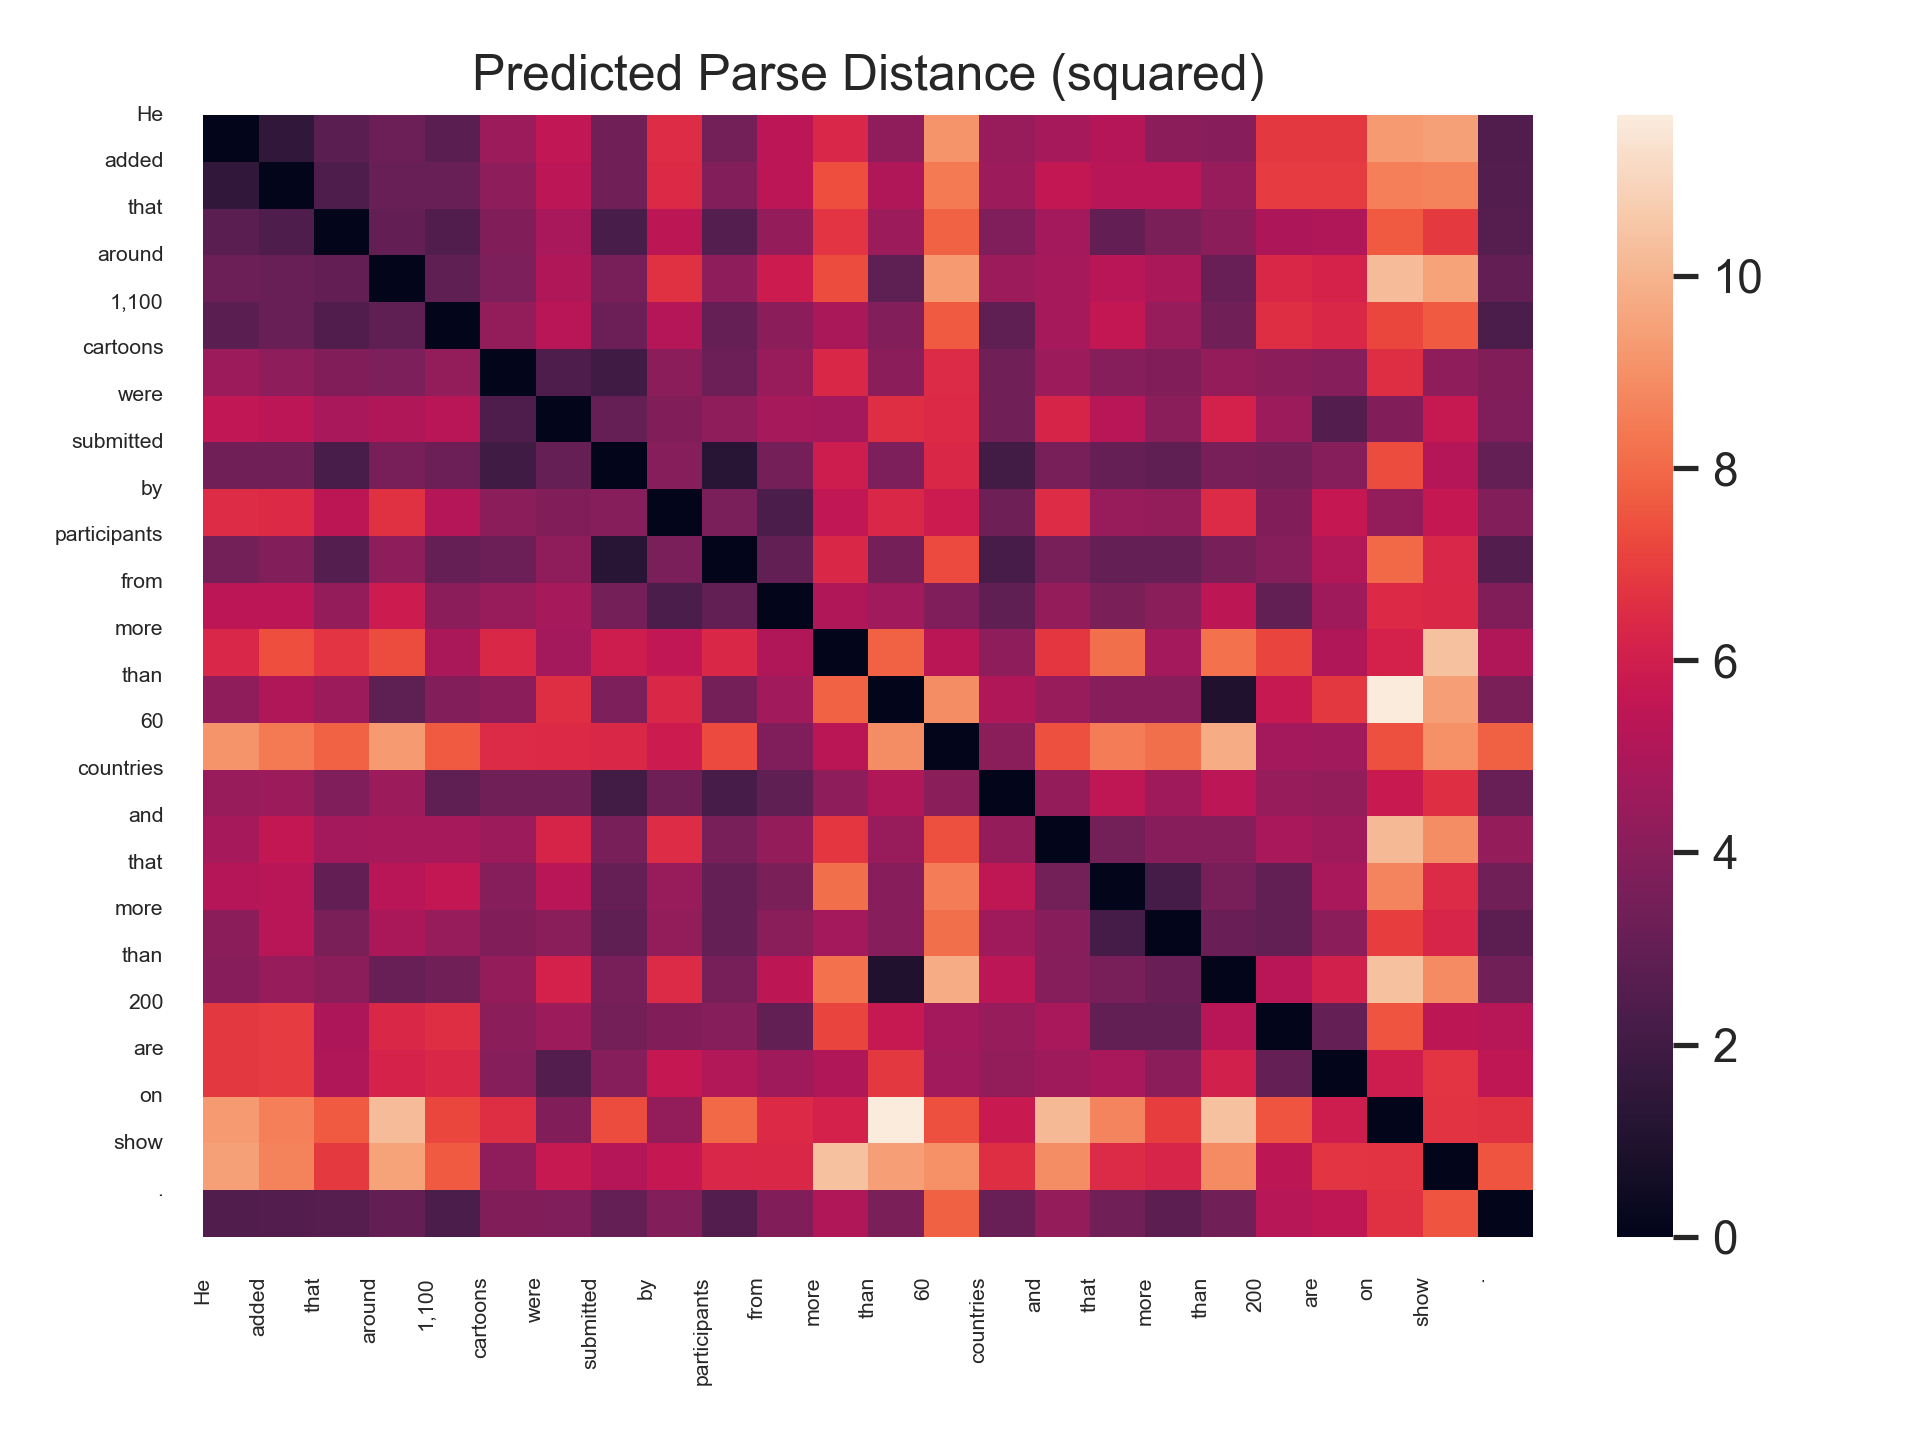 Predicted Parse Distance (squared)
He
added
that
around
1,100
cartoons
were
submitted
by
participants
from
more
than
60
countries
and
that
more
than
200
are
on
show
.
10
8
6
4
2
0
He
added
that
around
1,100
cartoons
were
submitted
by
participants
from
more
than
60
countries
and
that
more
than
200
are
on
show
.